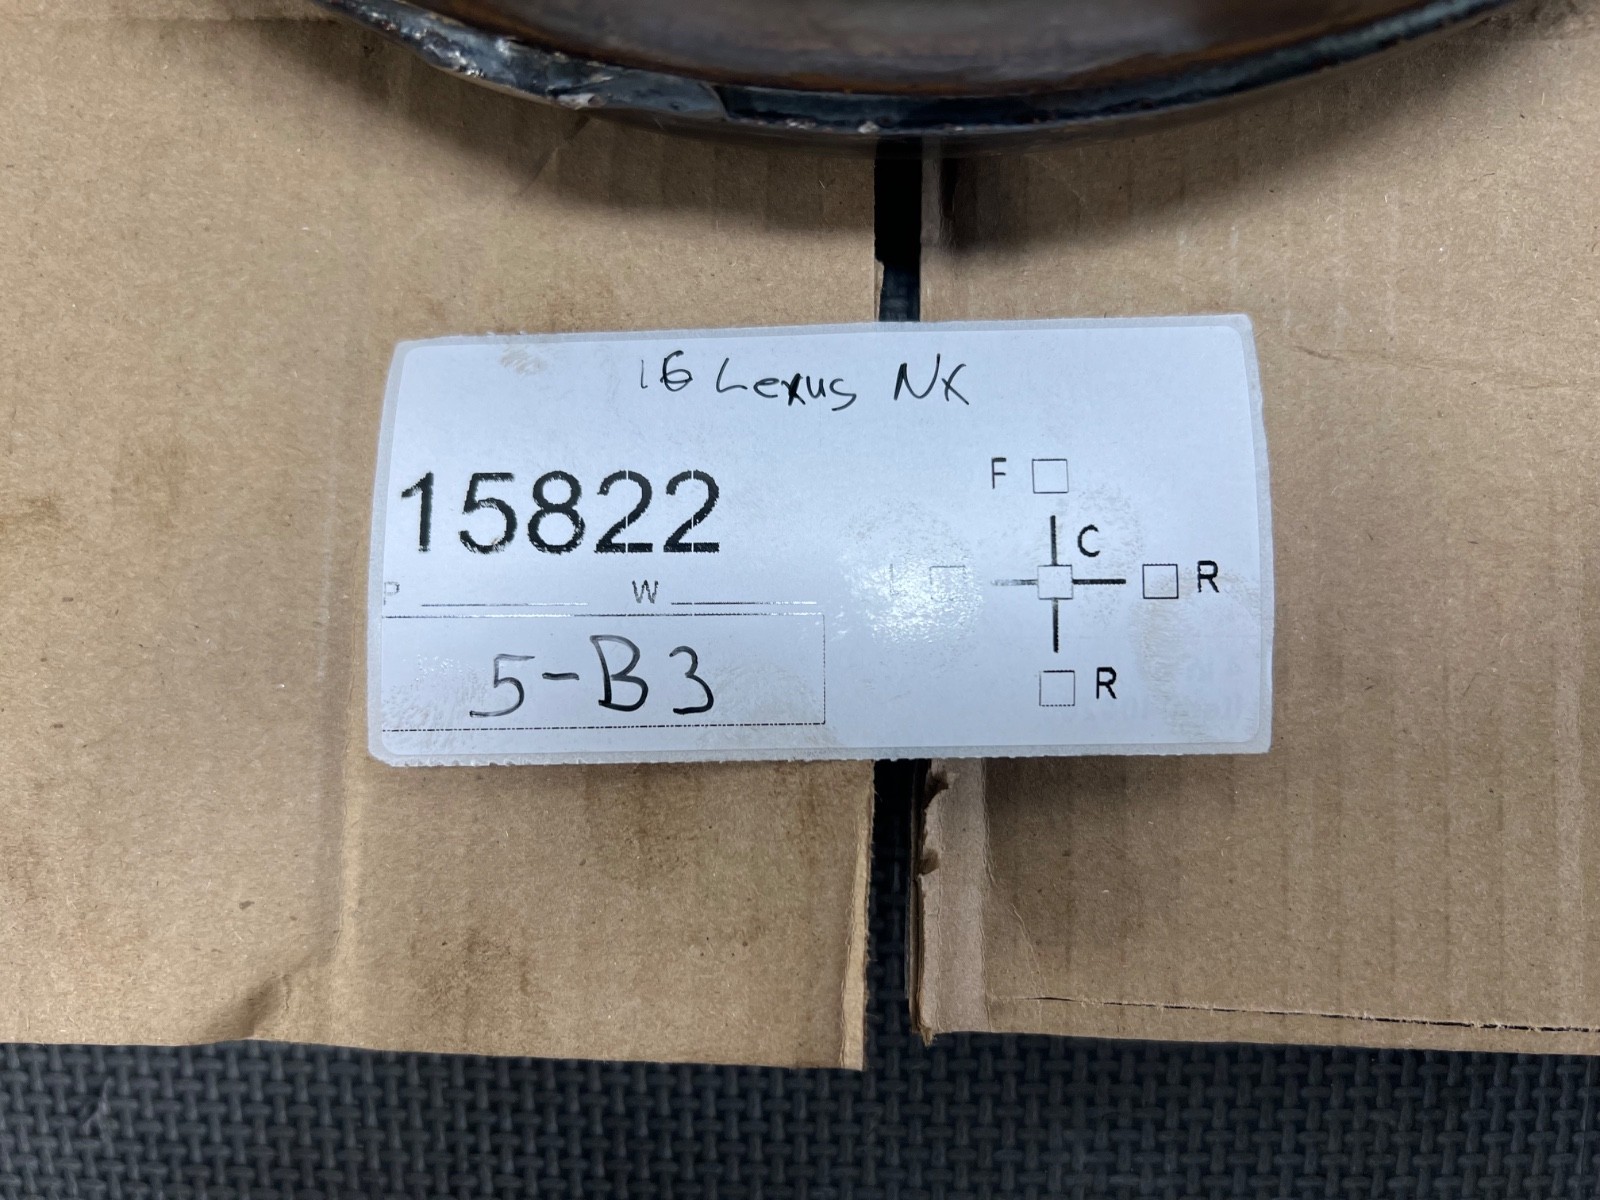 16 Lexus NX
15822
F
C
L R
P W
5-B3
R